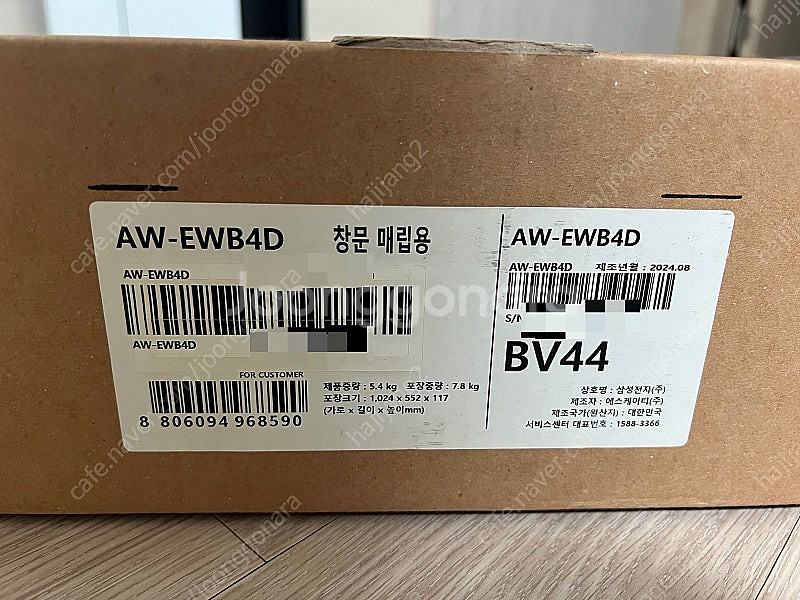 AW-EWB4D 창문 매립용
AW-EWB4D
AW-EWB4D
FOR CUSTOMER
8 806094 968590
제품중량 : 5.4 kg 포장중량 : 7.8 kg
포장크기 : 1,024 x 552 x 117
(가로 x 길이 x 높이mm)
AW-EWB4D
AW-EWB4D 제조년월 : 2024.08
S/N
BV44
상호명 : 삼성전자(주)
제조자 : 에스케이티(주)
제조국가(원산지) : 대한민국
서비스센터 대표번호 : 1588-3366
Joonggonara
cafe.naver.com/joonggonara
hajijang2